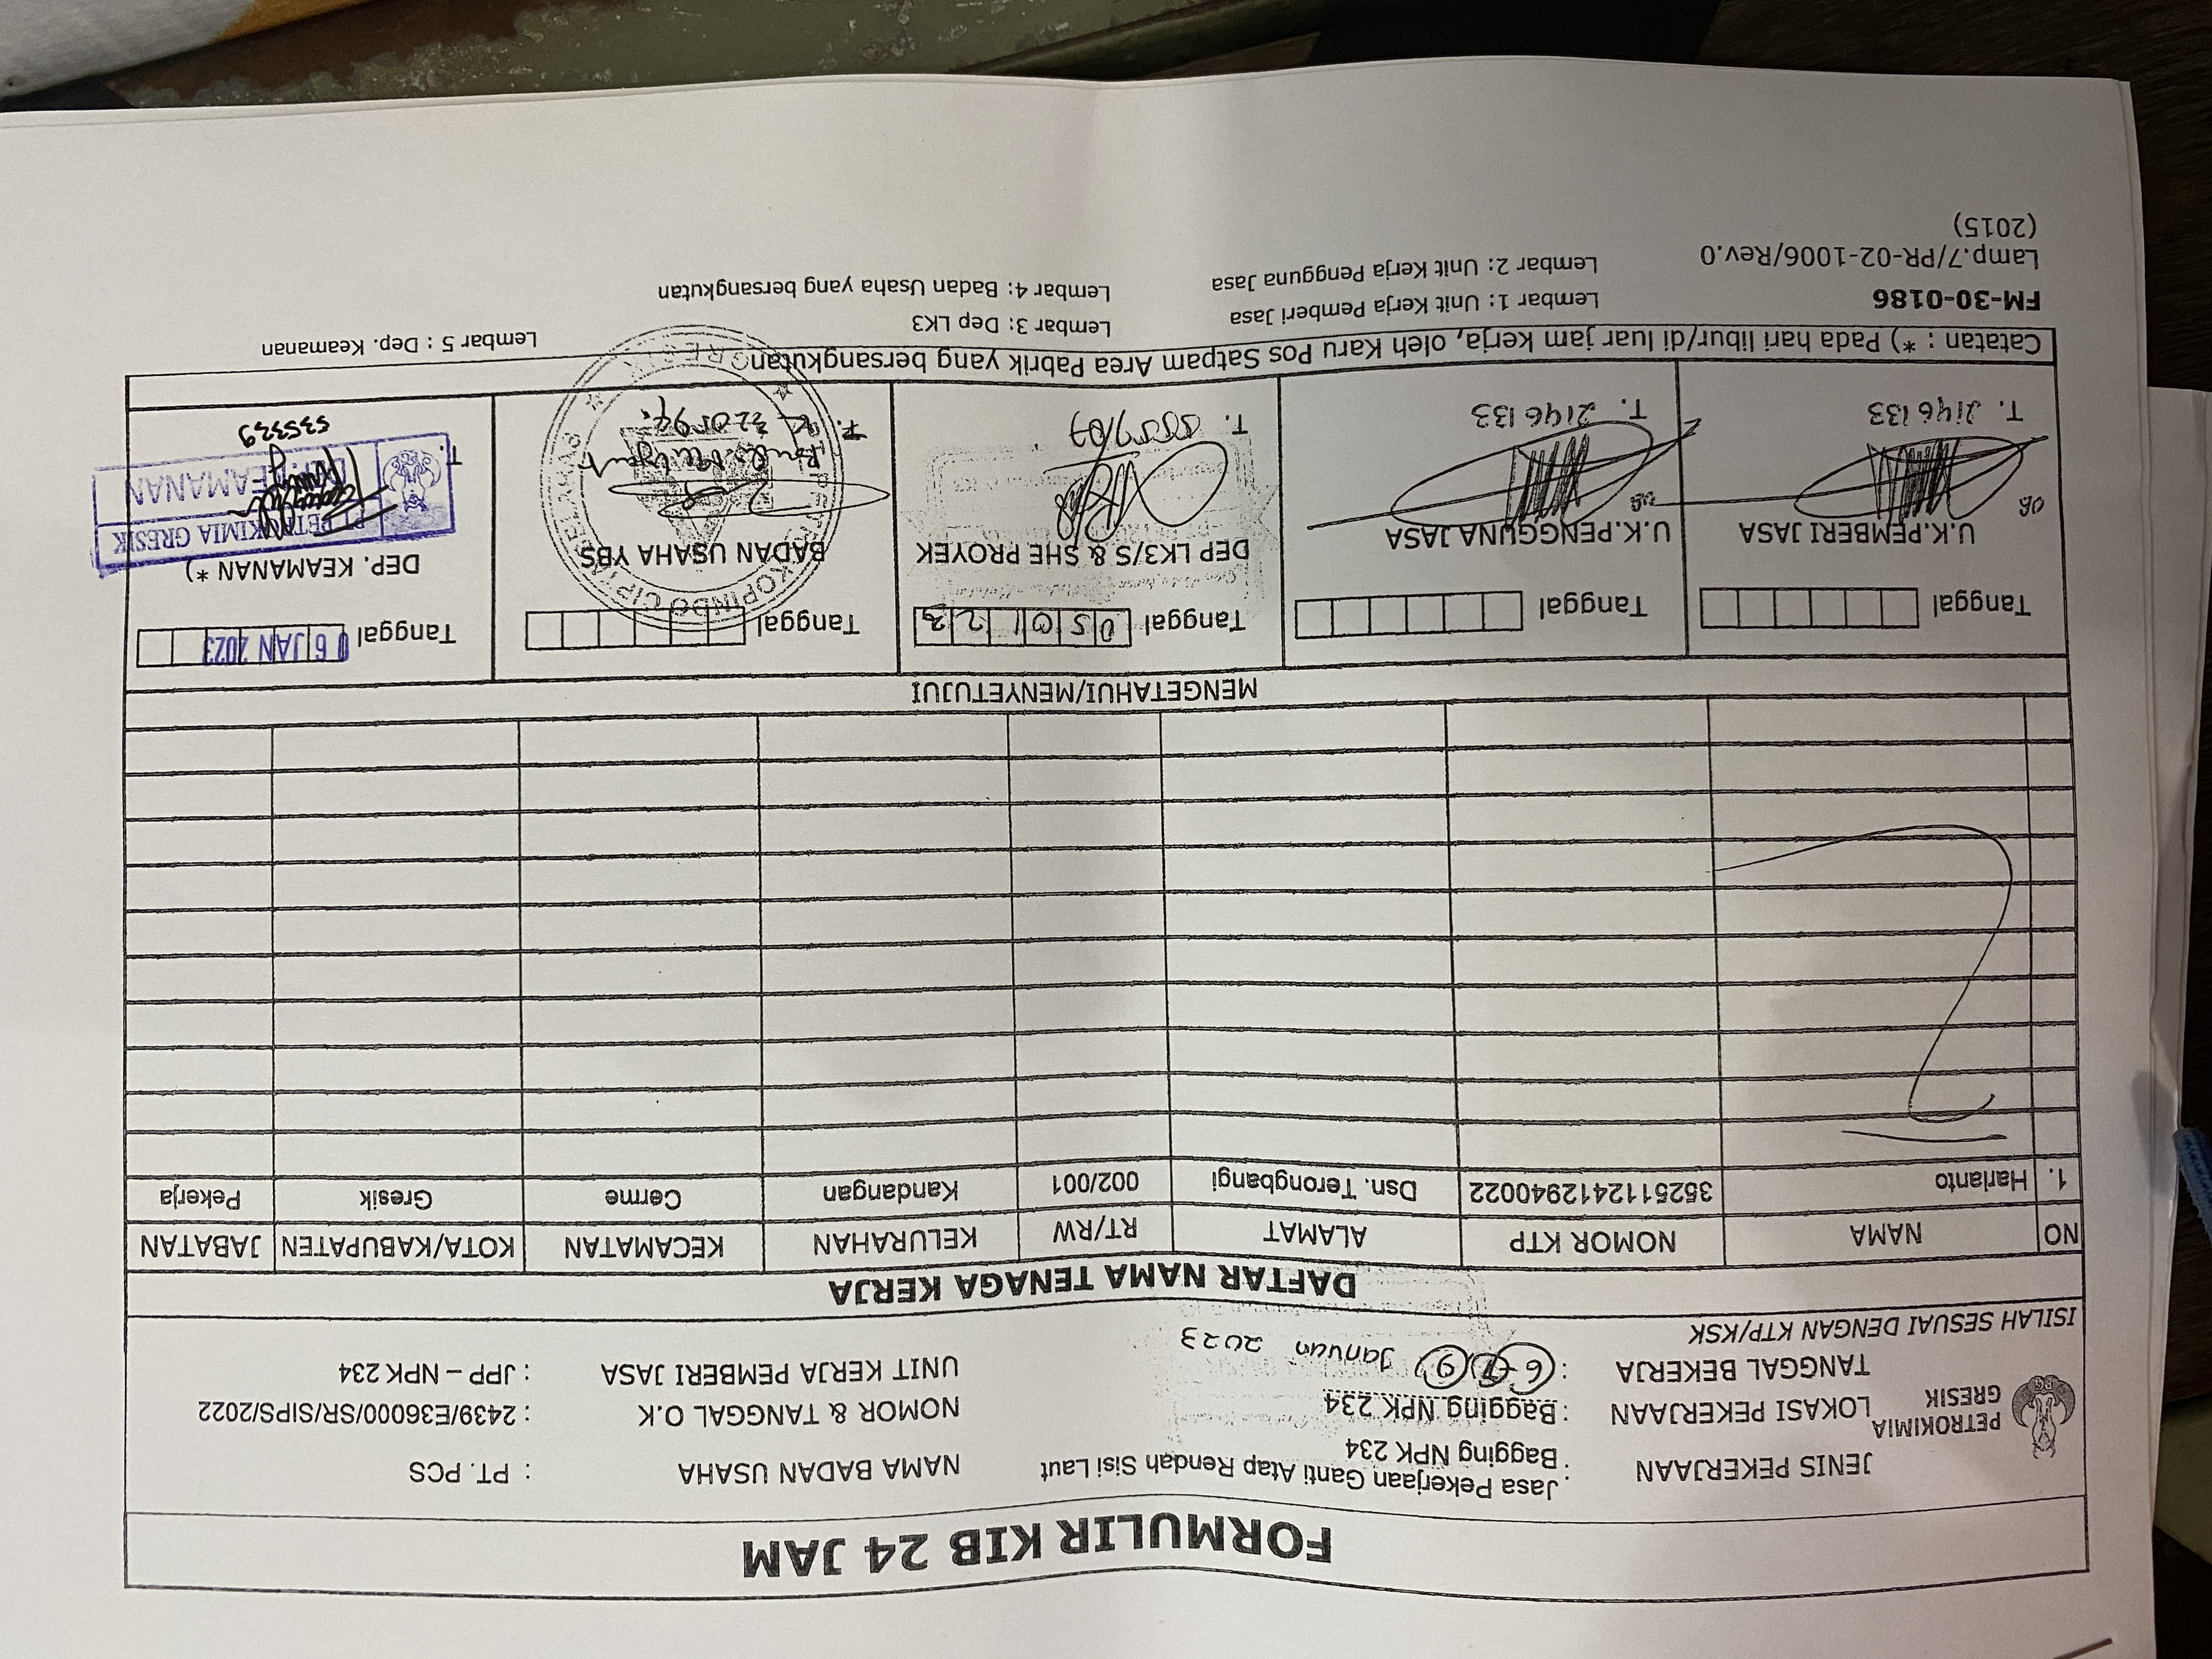 FORMULIR KIB 24 JAM
PETROKIMIA
GRESIK
JENIS PEKERJAAN : Jasa Pekerjaan Ganti Atap Rendah Sisi Laut
Bagging NPK 234
LOKASI PEKERJAAN : Bagging NPK 234
TANGGAL BEKERJA : 6 7 9 Januari 2023
NAMA BADAN USAHA : PT. PCS
NOMOR & TANGGAL O.K : 2439/E36000/SR/SIPS/2022
UNIT KERJA PEMBERI JASA : JPP – NPK 234
ISILAH SESUAI DENGAN KTP/KSK
DAFTAR NAMA TENAGA KERJA
NO NAMA NOMOR KTP ALAMAT RT/RW KELURAHAN KECAMATAN KOTA/KABUPATEN JABATAN
1. Harianto 3525112412940022 Dsn. Terongbangi 002/001 Kandangan Cerme Gresik Pekerja
MENGETAHUI/MENYETUJUI
Tanggal
U.K.PEMBERI JASA
T. 2146133
Tanggal
U.K.PENGGUNA JASA
T. 2146133
Tanggal 050123
DEP LK3/S & SHE PROYEK
T.
Tanggal
BADAN USAHA YBS
Tanggal 6 JAN 2023
DEP. KEAMANAN *)
PT PETROKIMIA GRESIK
DEP. KEAMANAN
T.
535339
Catatan : *) Pada hari libur/di luar jam kerja, oleh Karu Pos Satpam Area Pabrik yang bersangkutan
FM-30-0186
Lamp.7/PR-02-1006/Rev.0
(2015)
Lembar 1: Unit Kerja Pemberi Jasa
Lembar 2: Unit Kerja Pengguna Jasa
Lembar 3: Dep LK3
Lembar 4: Badan Usaha yang bersangkutan
Lembar 5 : Dep. Keamanan